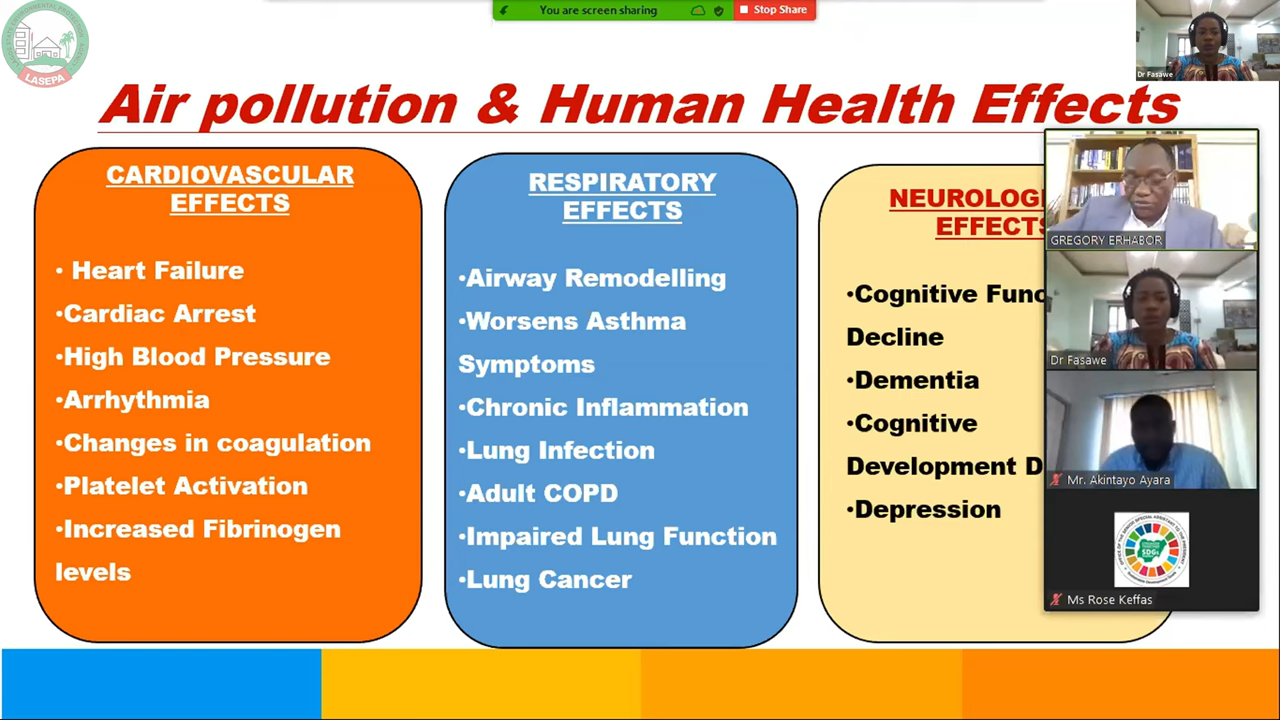 You are screen sharing
Stop Share
LASEPA
Dr Fasawe
Air pollution & Human Health Effects
CARDIOVASCULAR
EFFECTS
• Heart Failure
•Cardiac Arrest
•High Blood Pressure
•Arrhythmia
•Changes in coagulation
•Platelet Activation
•Increased Fibrinogen
levels
RESPIRATORY
EFFECTS
•Airway Remodelling
•Worsens Asthma
Symptoms
•Chronic Inflammation
•Lung Infection
•Adult COPD
•Impaired Lung Function
•Lung Cancer
NEUROLOGI
EFFECTS
•Cognitive Func
Decline
•Dementia
•Cognitive
Development D
•Depression
GREGORY ERHABOR
Dr Fasawe
Mr. Akintayo Ayara
SDGs
Ms Rose Keffas